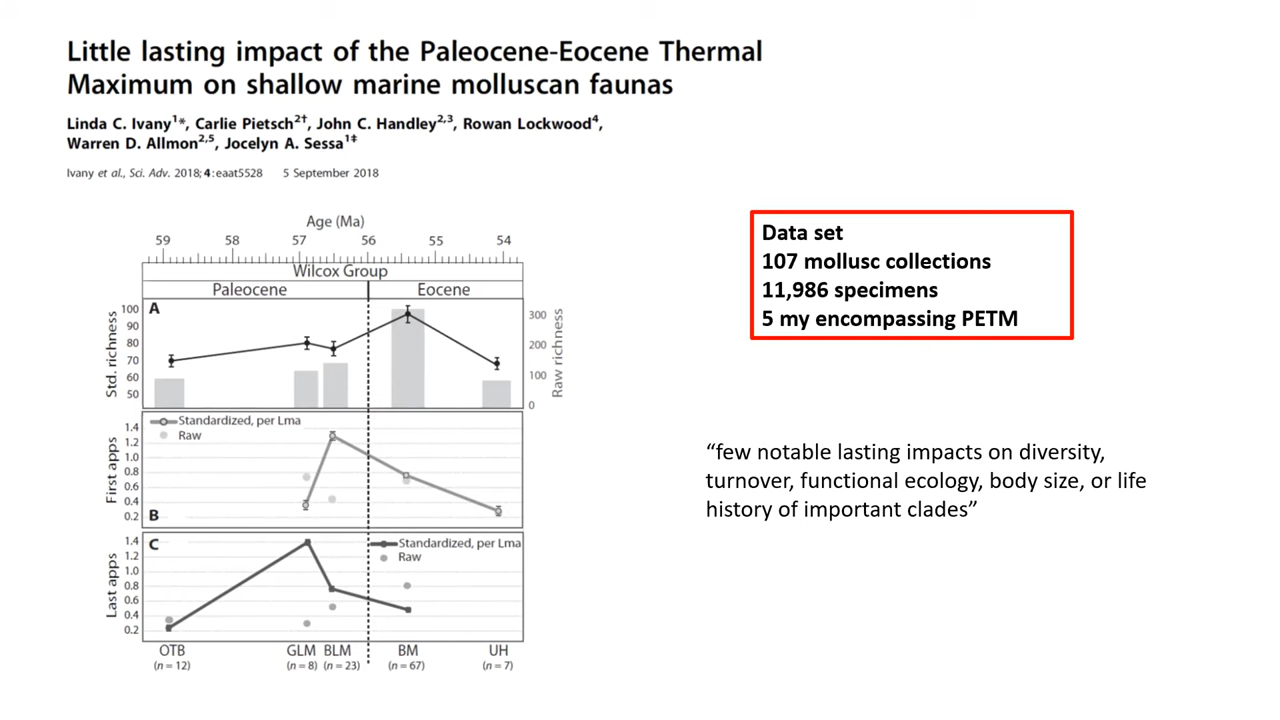 Little lasting impact of the Paleocene-Eocene Thermal
Maximum on shallow marine molluscan faunas
Linda C. Ivany1*, Carlie Pietsch2†, John C. Handley2,3, Rowan Lockwood4,
Warren D. Allmon2,5, Jocelyn A. Sessa1‡
Ivany et al., Sci. Adv. 2018; 4:eaat5528 5 September 2018
Age (Ma)
59 58 57 56 55 54
Wilcox Group
Paleocene Eocene
A
Std. richness
100
90
80
70
60
50
Raw richness
300
200
100
0
First apps
1.4
1.2
1.0
0.8
0.6
0.4
0.2
Standardized, per Lma
Raw
B
Last apps
1.4
1.2
1.0
0.8
0.6
0.4
0.2
C
Standardized, per Lma
Raw
OTB GLM BLM BM UH
(n = 12) (n = 8) (n = 23) (n = 67) (n = 7)
Data set
107 mollusc collections
11,986 specimens
5 my encompassing PETM
“few notable lasting impacts on diversity,
turnover, functional ecology, body size, or life
history of important clades”